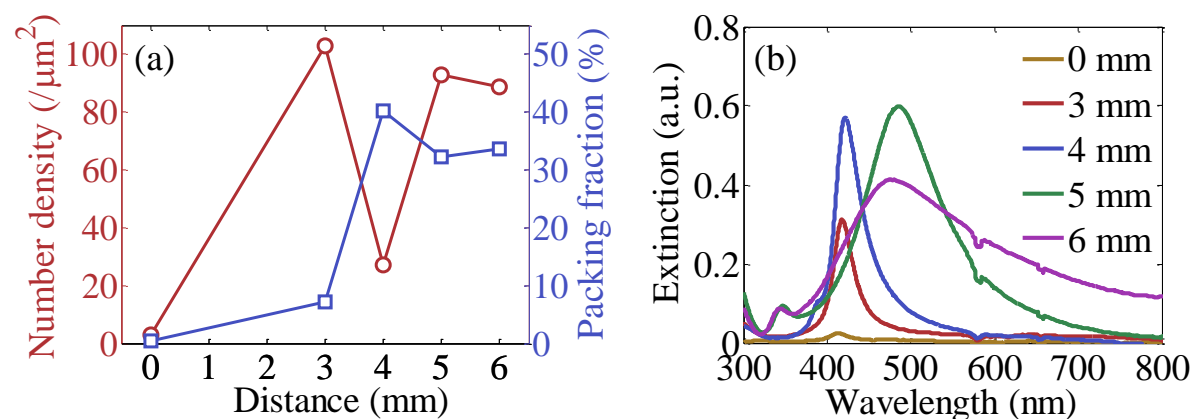 (a)
Number density (/μm²)
100
80
60
40
20
0
Packing fraction (%)
50
40
30
20
10
0
0 1 2 3 4 5 6
Distance (mm)
(b)
Extinction (a.u.)
0.8
0.6
0.4
0.2
0
0 mm
3 mm
4 mm
5 mm
6 mm
300 400 500 600 700 800
Wavelength (nm)